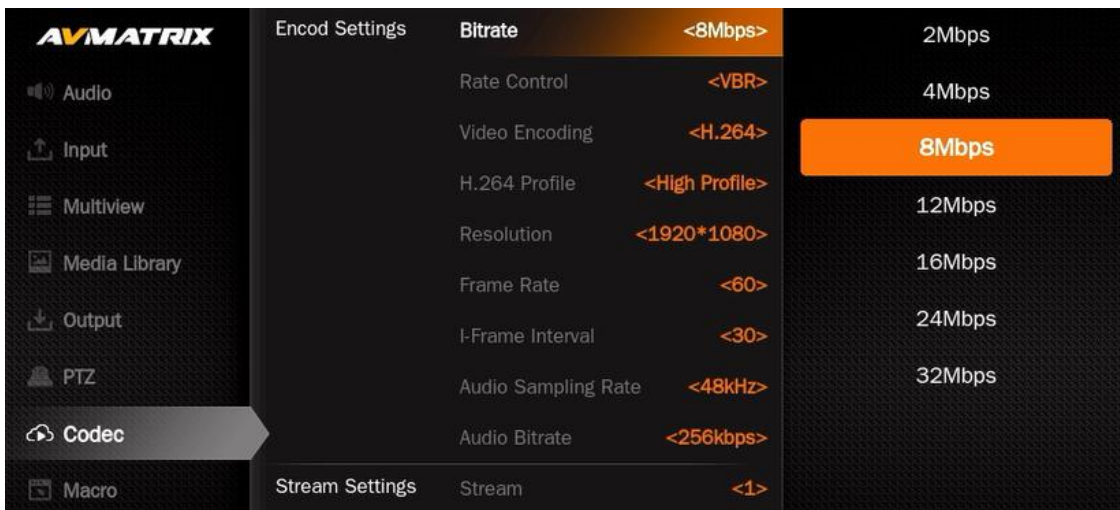 AVMATRIX
Audio
Input
Multiview
Media Library
Output
PTZ
Codec
Macro
Encod Settings
Bitrate <8Mbps>
Rate Control <VBR>
Video Encoding <H.264>
H.264 Profile <High Profile>
Resolution <1920*1080>
Frame Rate <60>
I-Frame Interval <30>
Audio Sampling Rate <48kHz>
Audio Bitrate <256kbps>
Stream Settings Stream <1>
2Mbps
4Mbps
8Mbps
12Mbps
16Mbps
24Mbps
32Mbps